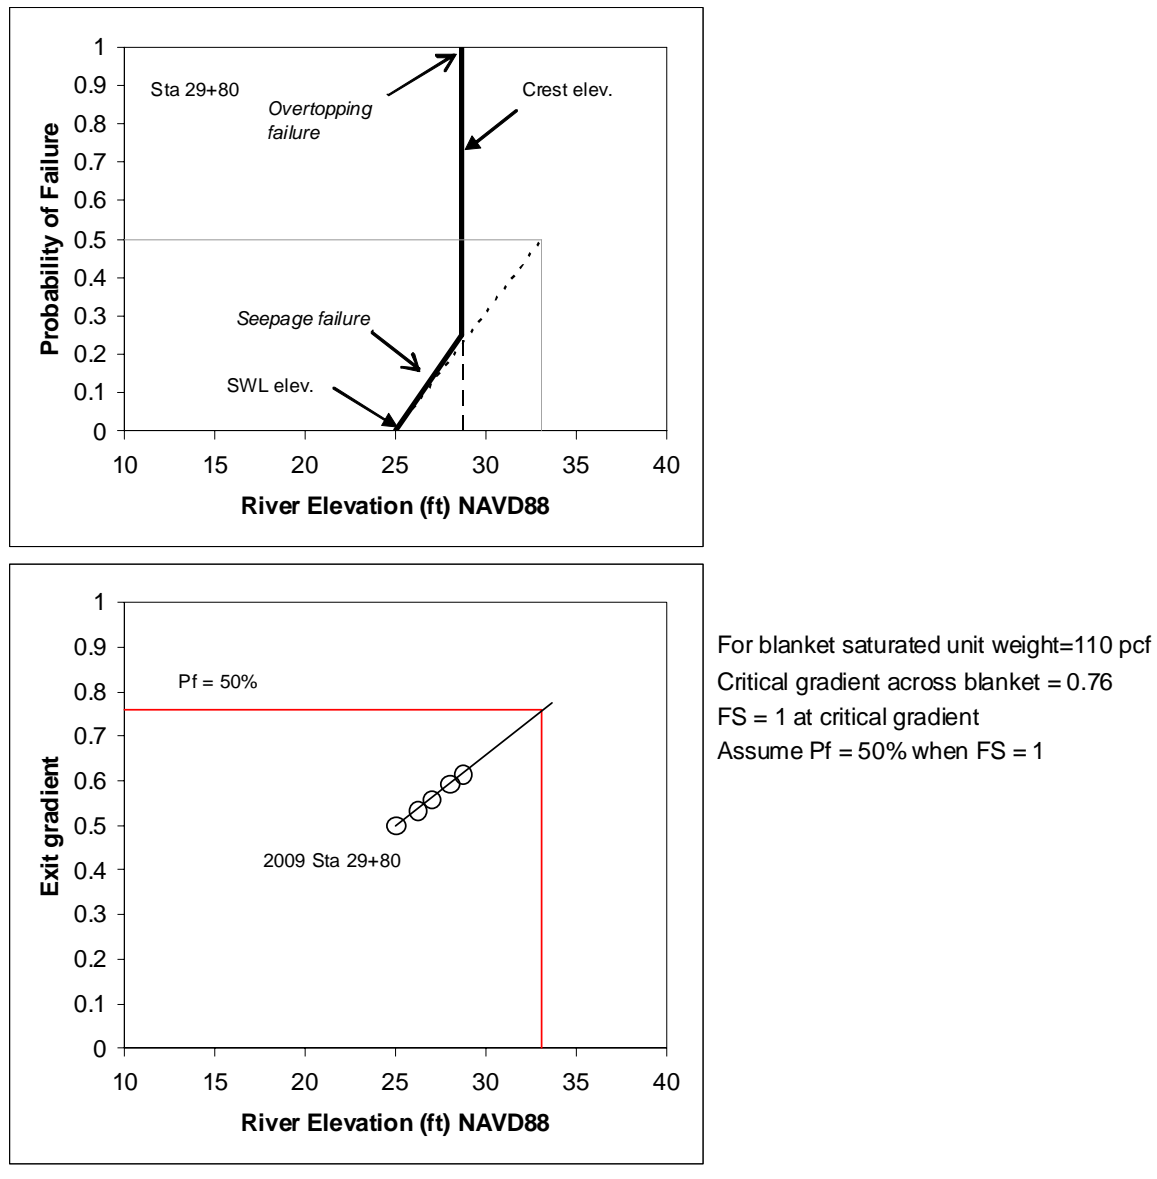 1
0.9
0.8
0.7
0.6
0.5
0.4
0.3
0.2
0.1
0
Probability of Failure
Sta 29+80
Overtopping
failure
Crest elev.
Seepage failure
SWL elev.
10 15 20 25 30 35 40
River Elevation (ft) NAVD88
1
0.9
0.8
0.7
0.6
0.5
0.4
0.3
0.2
0.1
0
Exit gradient
Pf = 50%
2009 Sta 29+80
10 15 20 25 30 35 40
River Elevation (ft) NAVD88
For blanket saturated unit weight=110 pcf
Critical gradient across blanket = 0.76
FS = 1 at critical gradient
Assume Pf = 50% when FS = 1